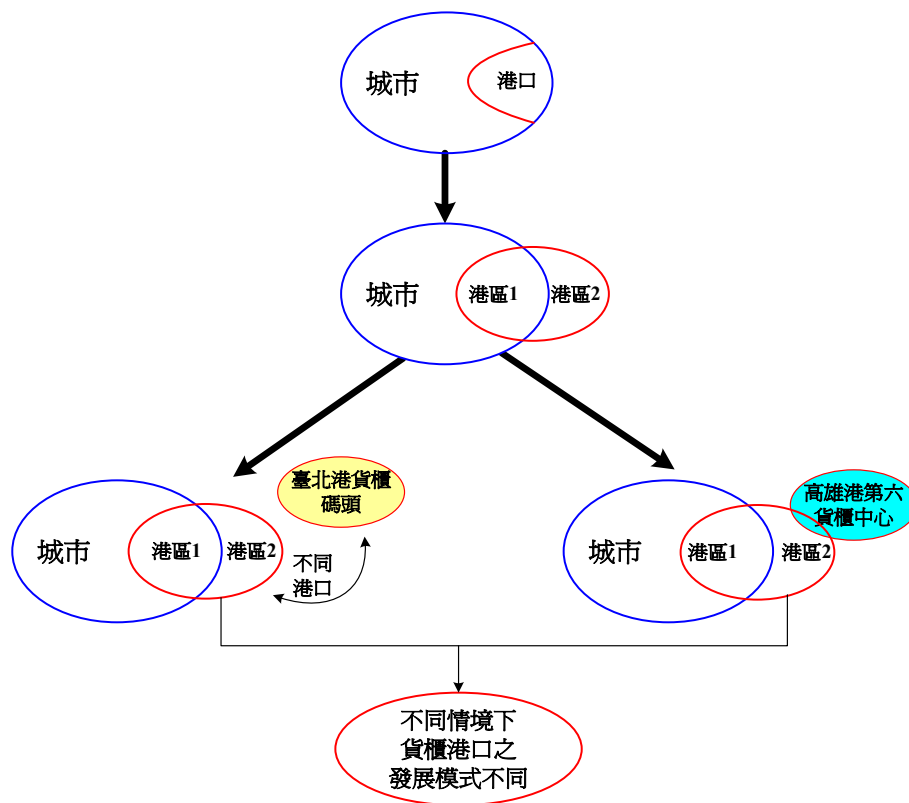 城市
港口
城市
港區1
港區2
臺北港貨櫃
碼頭
高雄港第六
貨櫃中心
城市
港區1
港區2
不同
港口
城市
港區1
港區2
不同情境下
貨櫃港口之
發展模式不同